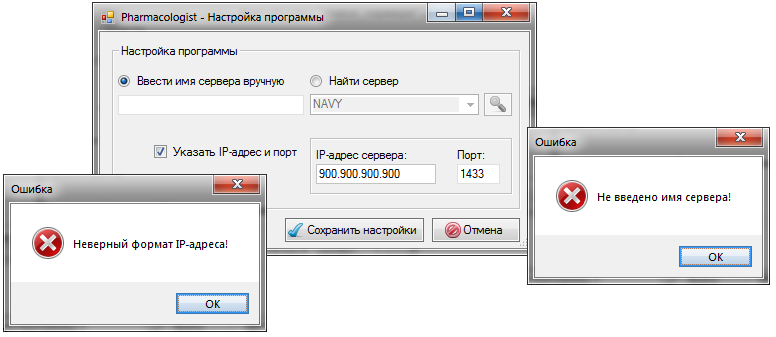 Pharmacologist - Настройка программы
Настройка программы
Ввести имя сервера вручную
Найти сервер
NAVY
Указать IP-адрес и порт
IP-адрес сервера:
Порт:
900.900.900.900
1433
Сохранить настройки
Отмена
Ошибка
Не введено имя сервера!
OK
Ошибка
Неверный формат IP-адреса!
OK